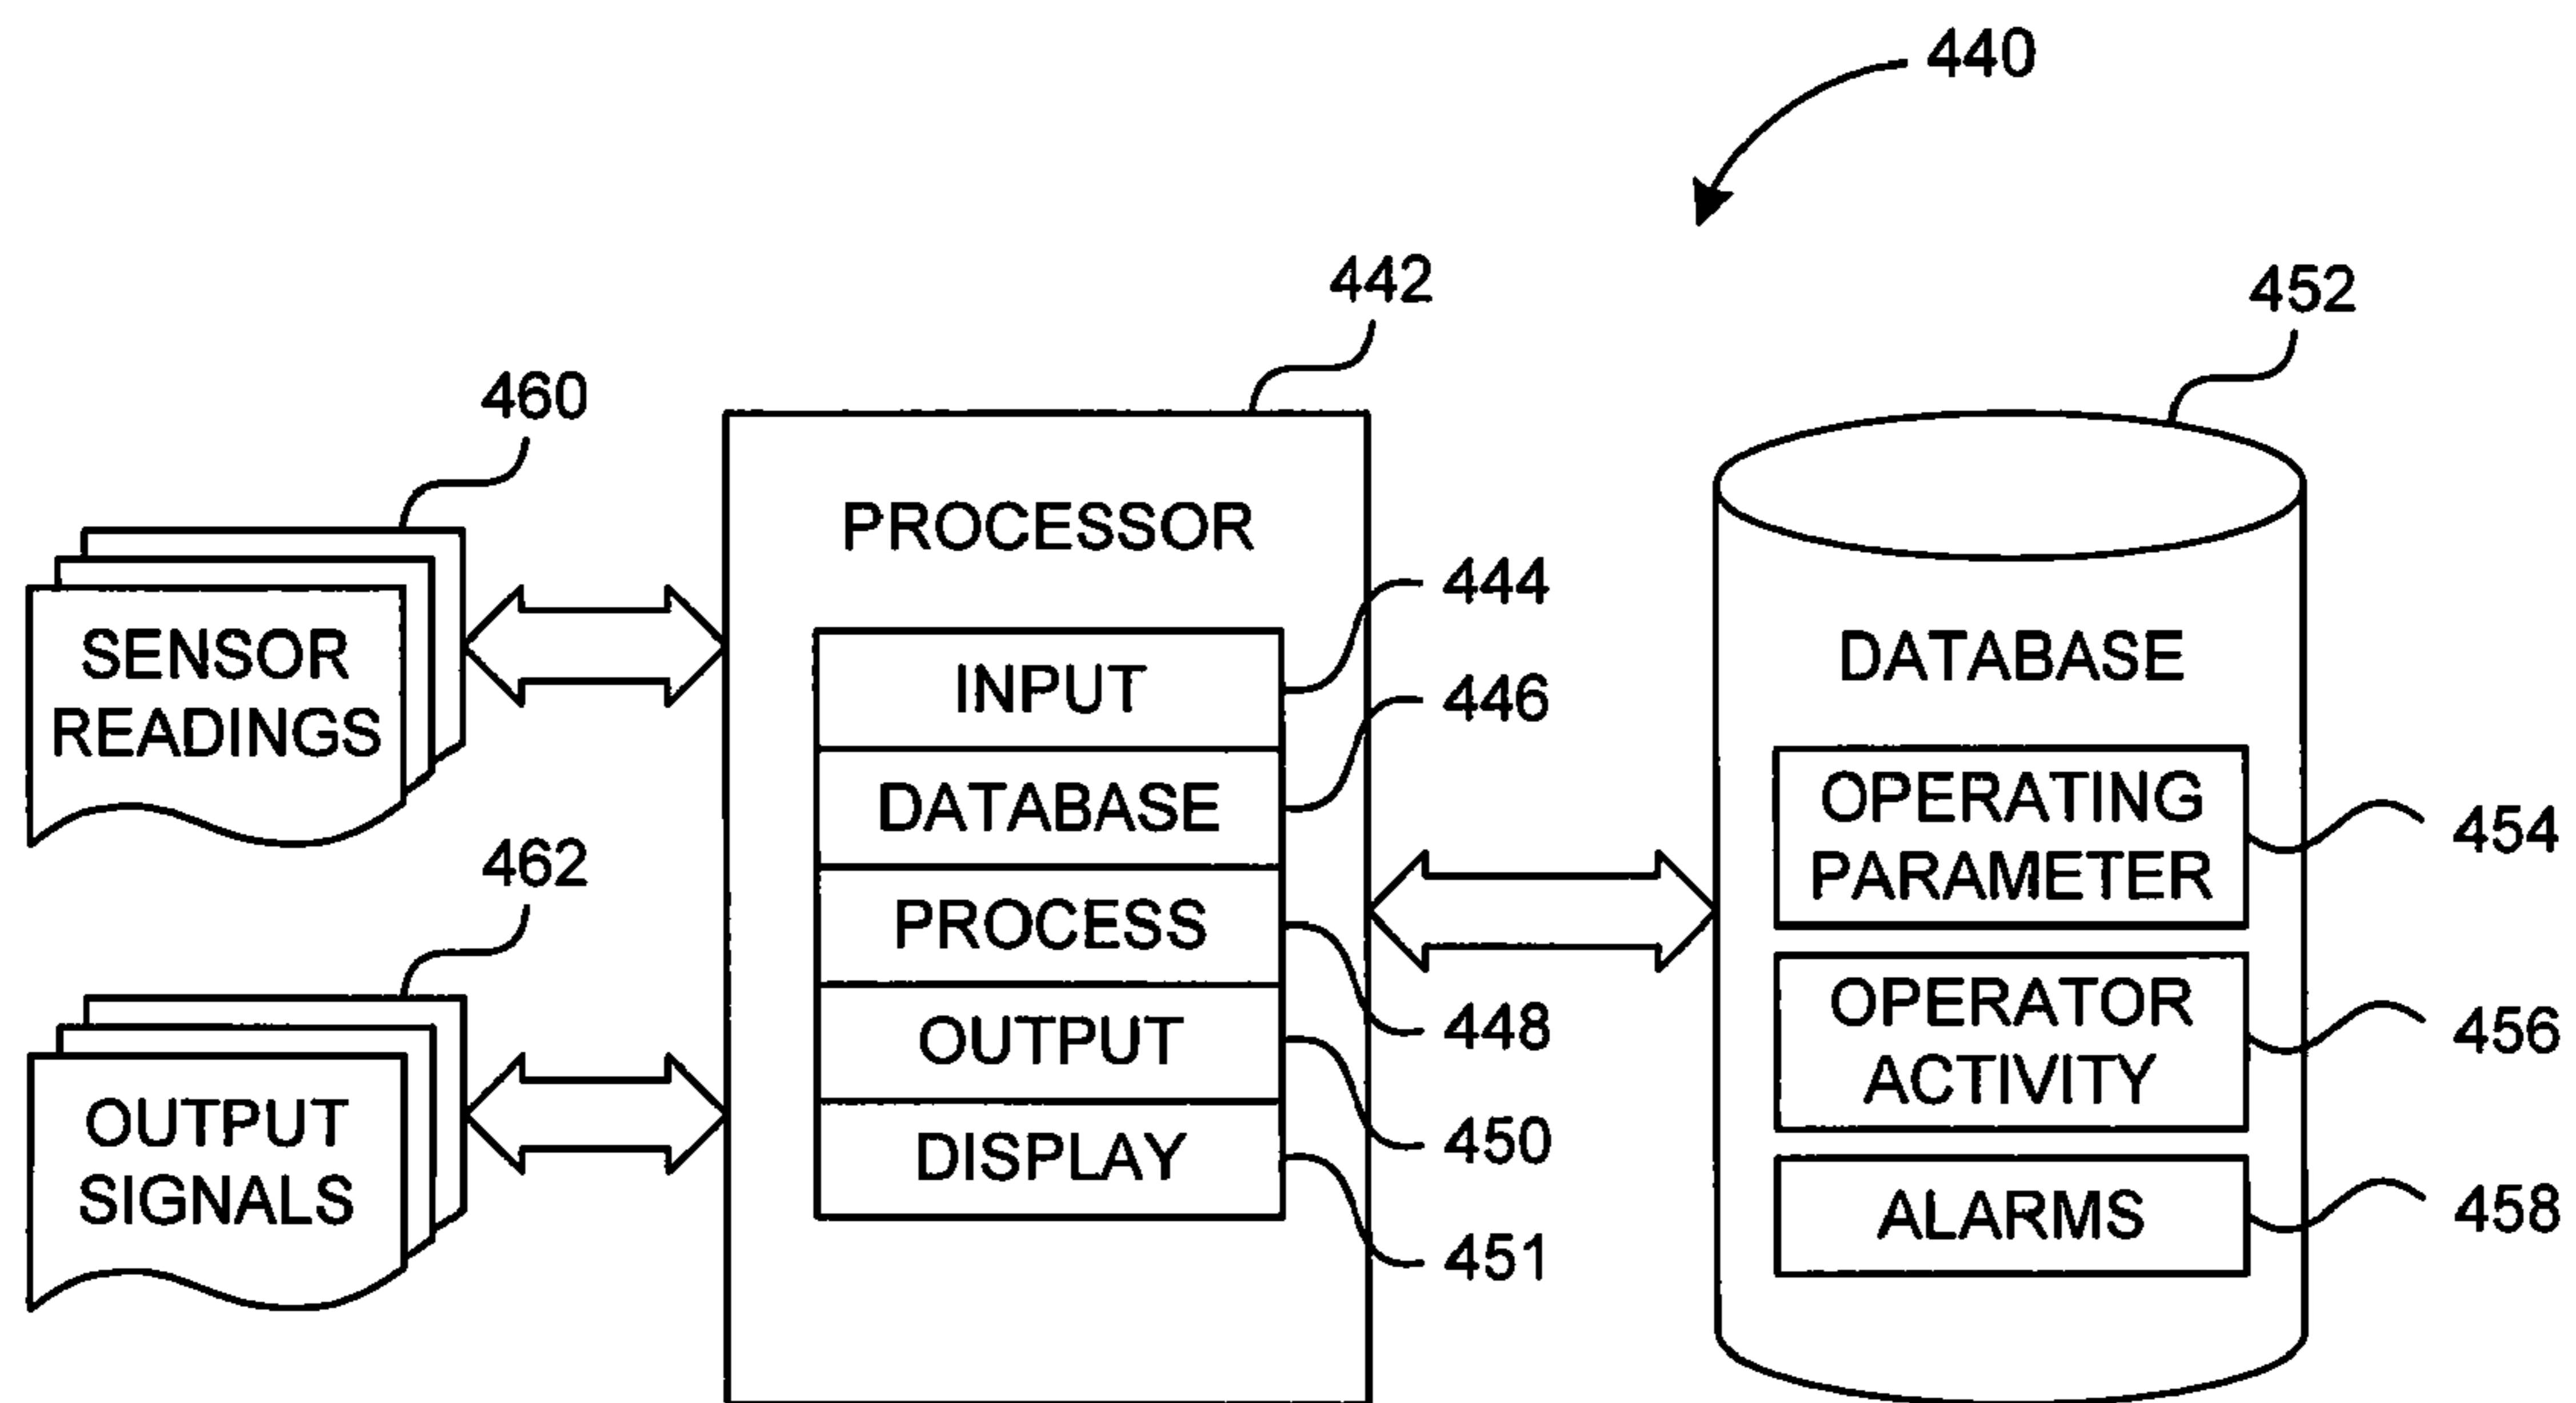 440
442
452
460
PROCESSOR
444
SENSOR
READINGS
INPUT
446
DATABASE
DATABASE
OPERATING
PARAMETER
454
462
PROCESS
448
OPERATOR
ACTIVITY
456
OUTPUT
450
OUTPUT
SIGNALS
DISPLAY
451
ALARMS
458